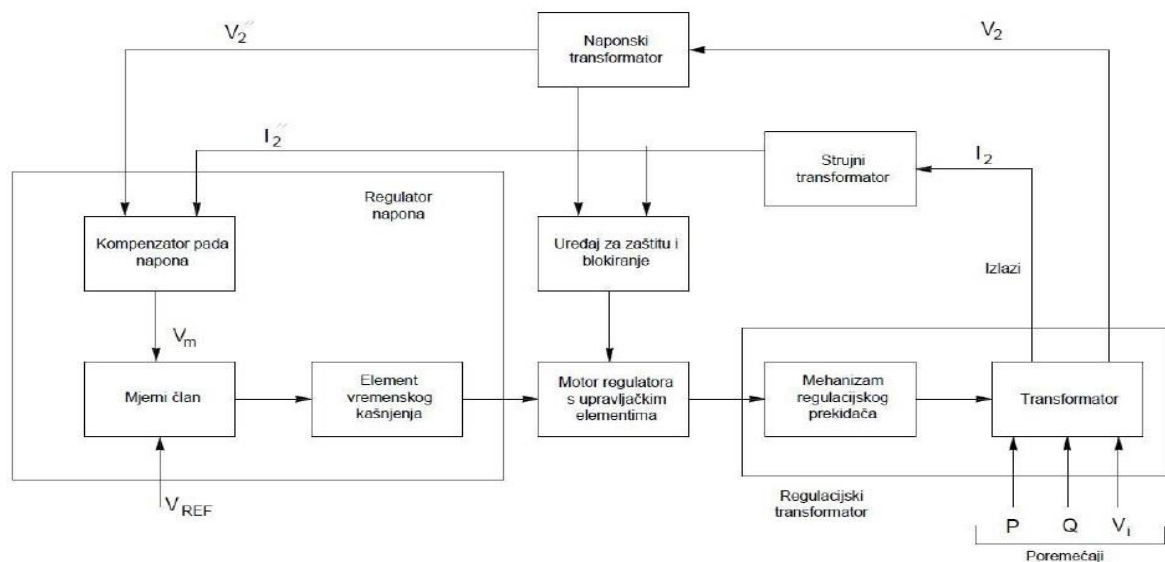 V2′′
Naponski
transformator
V2
I2′′
Strujni
transformator
I2
Regulator
napona
Kompenzator pada
napona
Uređaj za zaštitu i
blokiranje
Izlazi
Vm
Mjerni član
Element
vremenskog
kašnjenja
Motor regulatora
s upravljačkim
elementima
Mehanizam
regulacijskog
prekidača
Transformator
VREF
Regulacijski
transformator
P Q Vi
Poremećaji